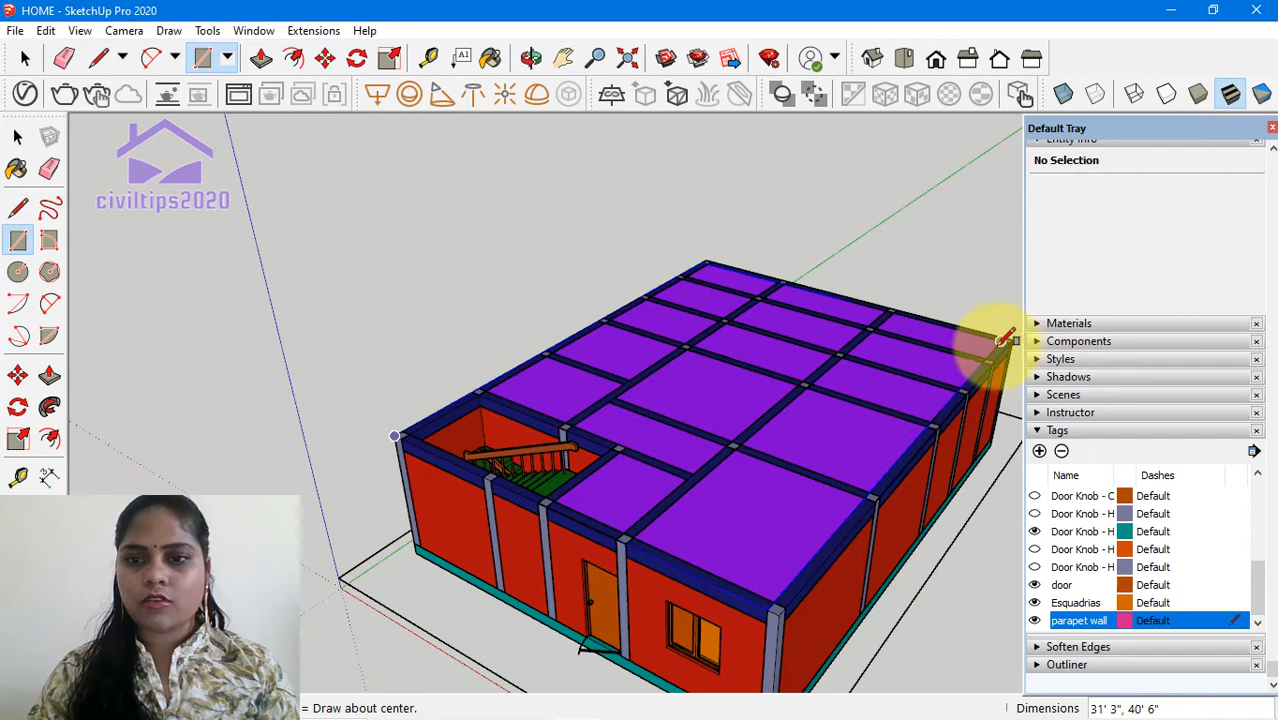 HOME - SketchUp Pro 2020
File Edit View Camera Draw Tools Window Extensions Help
A1
civiltips2020
Default Tray
Entity Info
No Selection
Materials
Components
Styles
Shadows
Scenes
Instructor
Tags
Name Dashes
Door Knob - C Default
Door Knob - H Default
Door Knob - H Default
Door Knob - H Default
Door Knob - H Default
door Default
Esquadrias Default
parapet wall Default
Soften Edges
Outliner
= Draw about center.
Dimensions 31' 3", 40' 6"